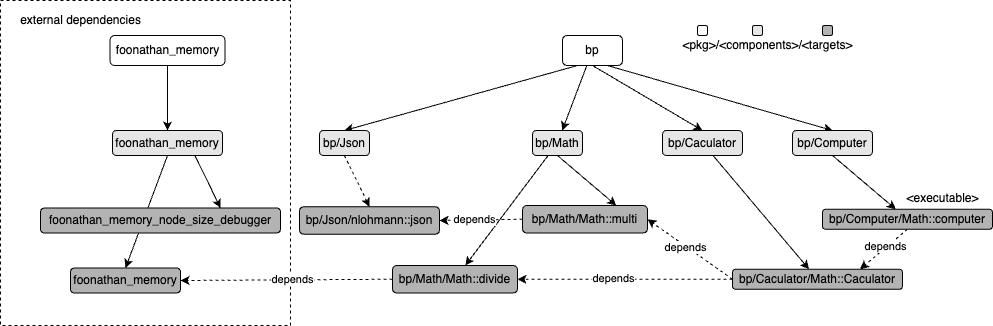 external dependencies
foonathan_memory
bp
<pkg>/<components>/<targets>
foonathan_memory
bp/Json
bp/Math
bp/Caculator
bp/Computer
<executable>
foonathan_memory_node_size_debugger
bp/Json/nlohmann::json
depends
bp/Math/Math::multi
bp/Computer/Math::computer
depends
depends
foonathan_memory
depends
bp/Math/Math::divide
depends
bp/Caculator/Math::Caculator